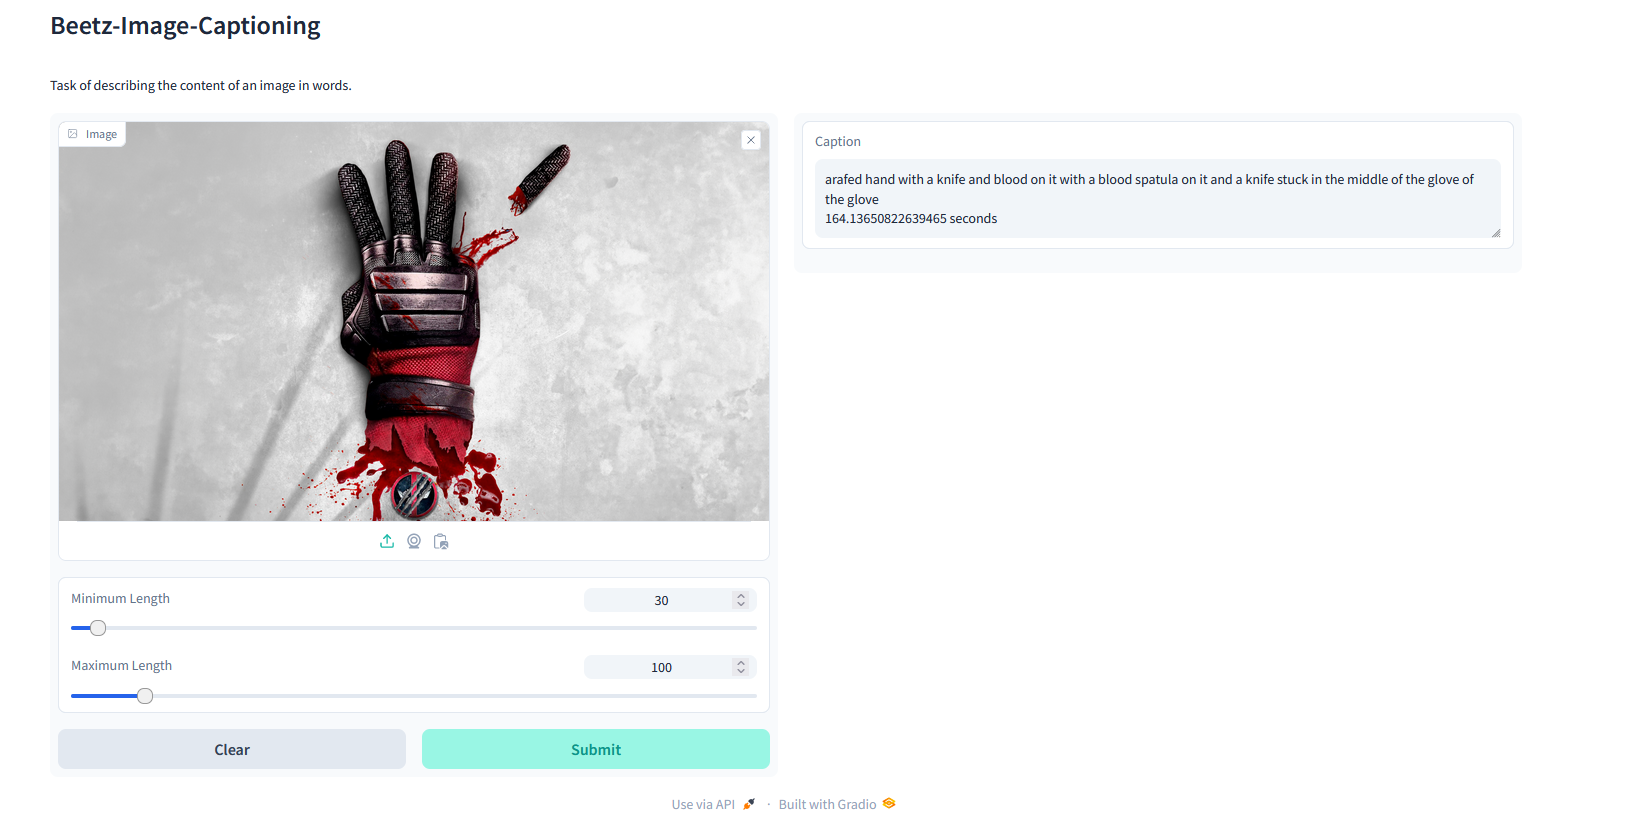 Beetz-Image-Captioning
Task of describing the content of an image in words.
Image
Caption
arafed hand with a knife and blood on it with a blood spatula on it and a knife stuck in the middle of the glove of
the glove
164.13650822639465 seconds
Minimum Length
30
Maximum Length
100
Clear
Submit
Use via API · Built with Gradio